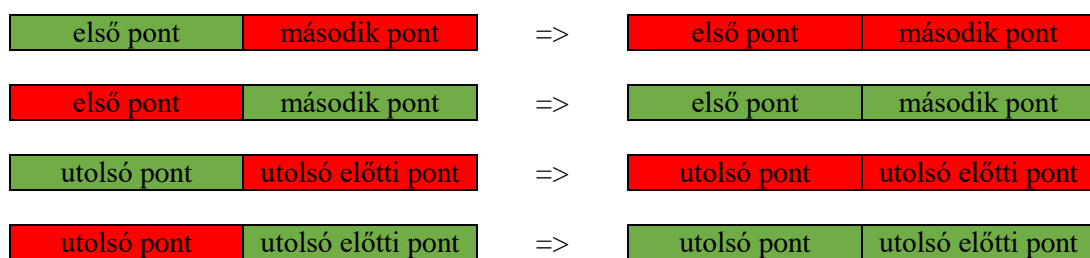 első pont második pont => első pont második pont
első pont második pont => első pont második pont
utolsó pont utolsó előtti pont => utolsó pont utolsó előtti pont
utolsó pont utolsó előtti pont => utolsó pont utolsó előtti pont